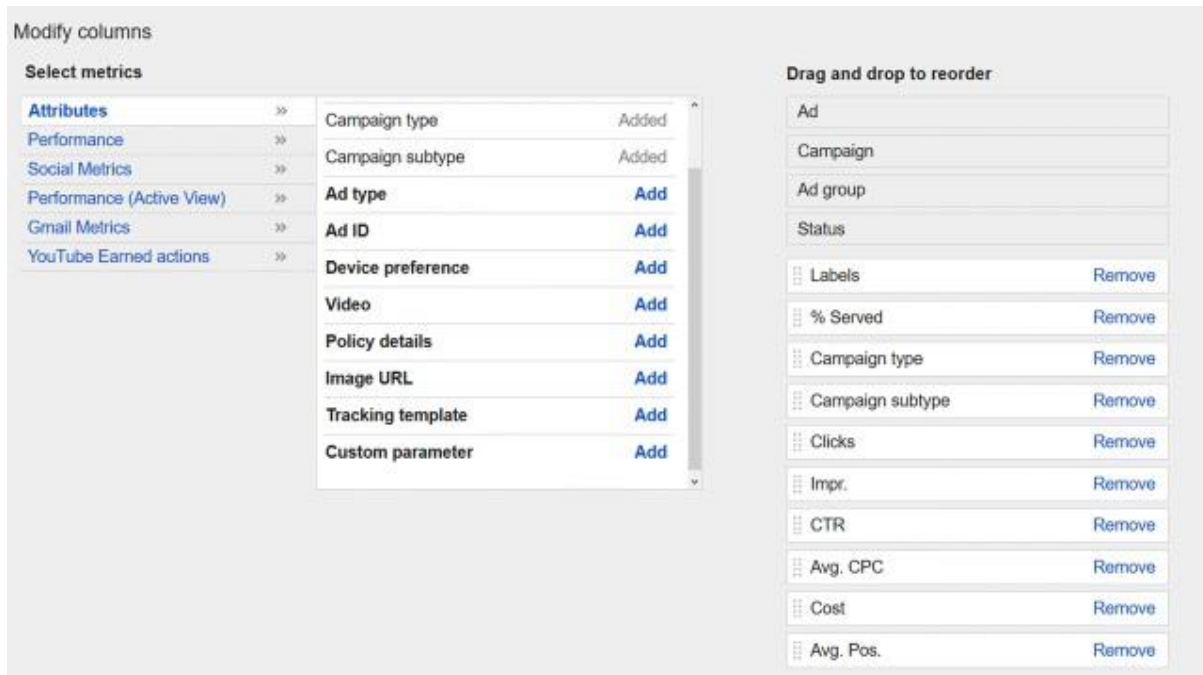 Modify columns
Select metrics
Attributes »
Performance »
Social Metrics »
Performance (Active View) »
Gmail Metrics »
YouTube Earned actions »
Campaign type Added
Campaign subtype Added
Ad type Add
Ad ID Add
Device preference Add
Video Add
Policy details Add
Image URL Add
Tracking template Add
Custom parameter Add
Drag and drop to reorder
Ad
Campaign
Ad group
Status
Labels Remove
% Served Remove
Campaign type Remove
Campaign subtype Remove
Clicks Remove
Impr. Remove
CTR Remove
Avg. CPC Remove
Cost Remove
Avg. Pos. Remove